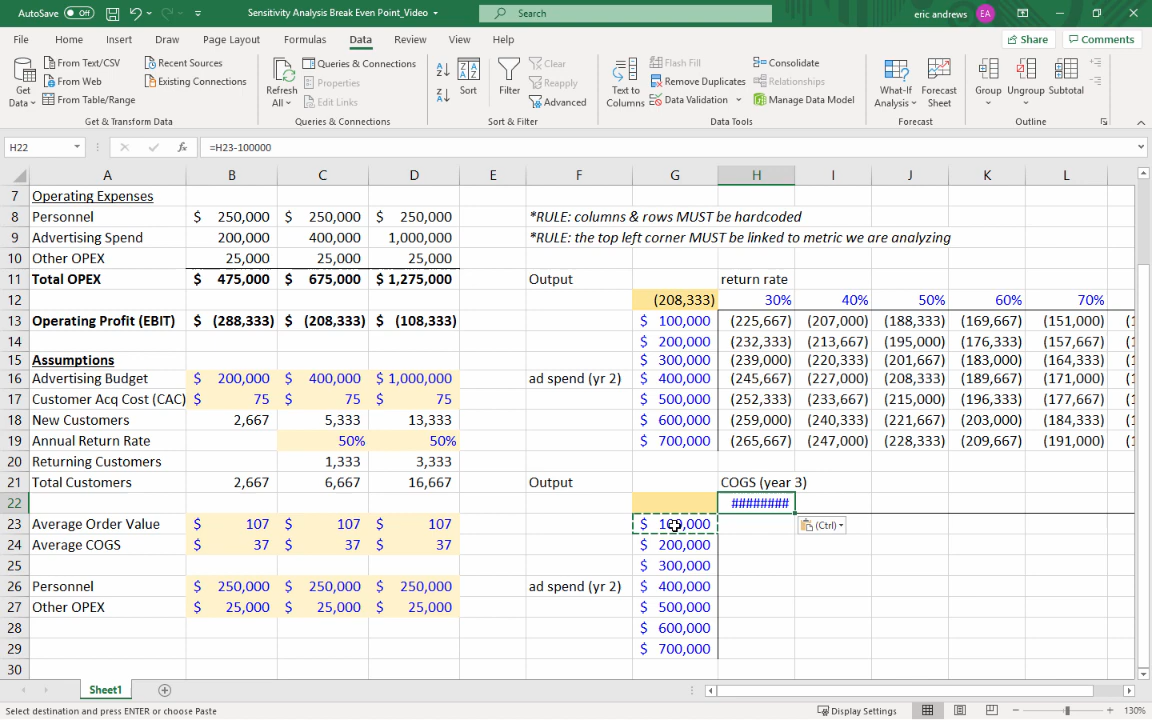 AutoSave Off Sensitivity Analysis Break Even Point_Video Search eric andrews EA
File Home Insert Draw Page Layout Formulas Data Review View Help Share Comments
Get Data From Text/CSV Recent Sources Refresh All Queries & Connections Sort Filter Clear Text to Columns Flash Fill Consolidate What-If Analysis Forecast Sheet Group Ungroup Subtotal
From Web Existing Connections Properties Reapply Remove Duplicates Relationships
From Table/Range Edit Links Advanced Data Validation Manage Data Model
Get & Transform Data Queries & Connections Sort & Filter Data Tools Forecast Outline
H22 fx =H23-100000
A B C D E F G H I J K L
7 Operating Expenses
8 Personnel $ 250,000 $ 250,000 $ 250,000 *RULE: columns & rows MUST be hardcoded
9 Advertising Spend 200,000 400,000 1,000,000 *RULE: the top left corner MUST be linked to metric we are analyzing
10 Other OPEX 25,000 25,000 25,000
11 Total OPEX $ 475,000 $ 675,000 $ 1,275,000 Output return rate
12 (208,333) 30% 40% 50% 60% 70%
13 Operating Profit (EBIT) $ (288,333) $ (208,333) $ (108,333) $ 100,000 (225,667) (207,000) (188,333) (169,667) (151,000) (1
14 $ 200,000 (232,333) (213,667) (195,000) (176,333) (157,667) (1
15 Assumptions $ 300,000 (239,000) (220,333) (201,667) (183,000) (164,333) (1
16 Advertising Budget $ 200,000 $ 400,000 $ 1,000,000 ad spend (yr 2) $ 400,000 (245,667) (227,000) (208,333) (189,667) (171,000) (1
17 Customer Acq Cost (CAC) $ 75 $ 75 $ 75 $ 500,000 (252,333) (233,667) (215,000) (196,333) (177,667) (1
18 New Customers 2,667 5,333 13,333 $ 600,000 (259,000) (240,333) (221,667) (203,000) (184,333) (1
19 Annual Return Rate 50% 50% $ 700,000 (265,667) (247,000) (228,333) (209,667) (191,000) (1
20 Returning Customers 1,333 3,333
21 Total Customers 2,667 6,667 16,667 Output COGS (year 3)
22 ########
23 Average Order Value $ 107 $ 107 $ 107 $ 100,000 (Ctrl)
24 Average COGS $ 37 $ 37 $ 37 $ 200,000
25 $ 300,000
26 Personnel $ 250,000 $ 250,000 $ 250,000 ad spend (yr 2) $ 400,000
27 Other OPEX $ 25,000 $ 25,000 $ 25,000 $ 500,000
28 $ 600,000
29 $ 700,000
30
Sheet1
Select destination and press ENTER or choose Paste Display Settings 130%